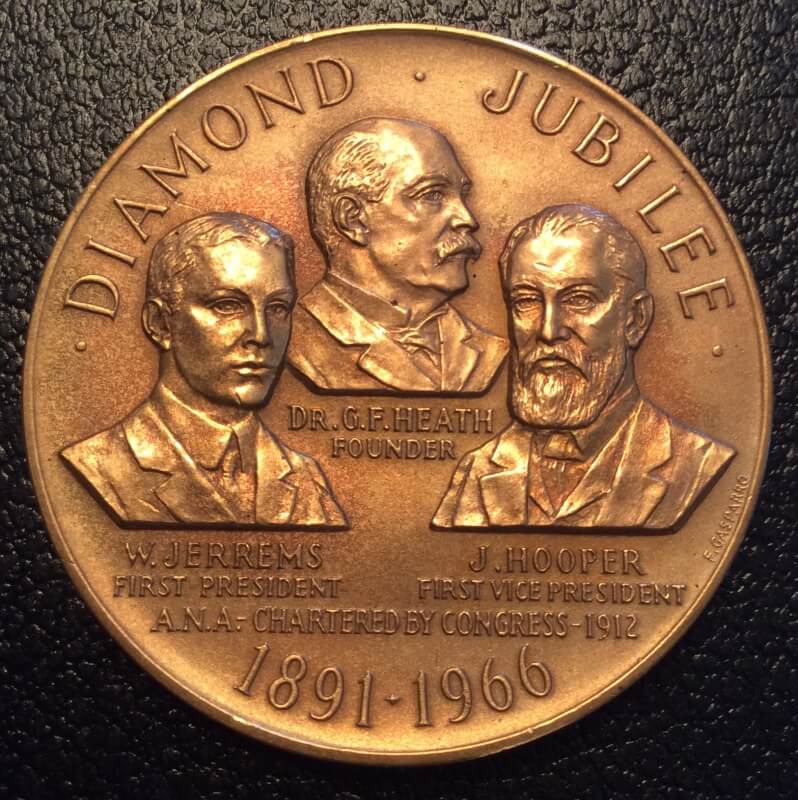 · DIAMOND · JUBILEE ·
DR. G. F. HEATH
FOUNDER
W. JERREMS
FIRST PRESIDENT
J. HOOPER
FIRST VICE PRESIDENT
A.N.A.- CHARTERED BY CONGRESS - 1912
1891 · 1966
F. GASPARRO